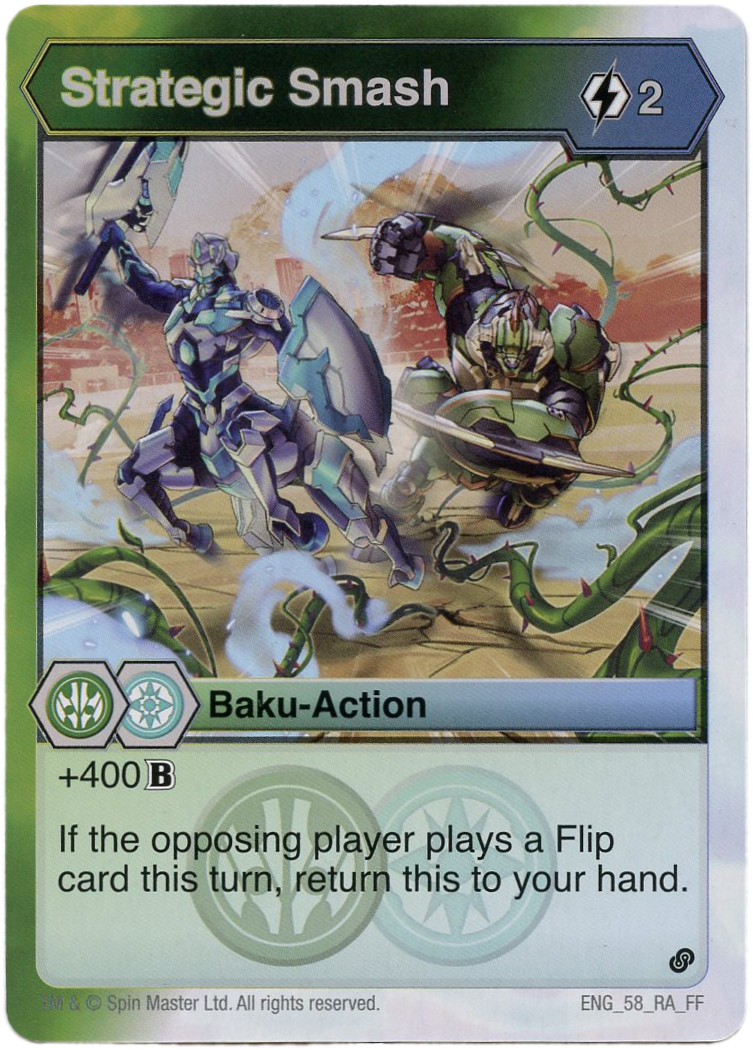 Strategic Smash
2
Baku-Action
+400 B
If the opposing player plays a Flip
card this turn, return this to your hand.
TM & © Spin Master Ltd. All rights reserved.
ENG_58_RA_FF